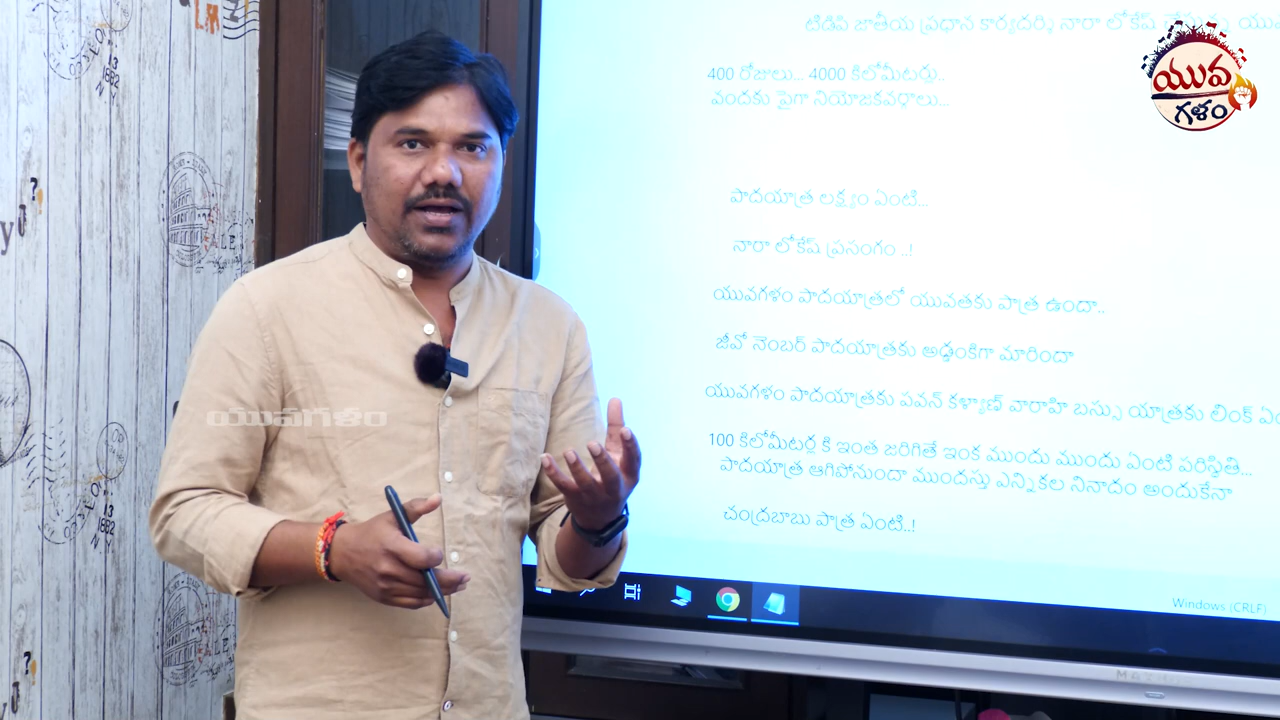 టిడిపి జాతీయ ప్రధాన కార్యదర్శి నారా లోకేష్ చేస్తున్న
400 రోజులు... 4000 కిలోమీటర్లు..
వందకు పైగా నియోజకవర్గాలు...
పాదయాత్ర లక్ష్యం ఏంటి...
నారా లోకేష్ ప్రసంగం ..!
యువగళం పాదయాత్రలో యువతకు పాత్ర ఉందా..
జీవో నెంబర్ పాదయాత్రకు అడ్డంకిగా మారిందా
యువగళం పాదయాత్రకు పవన్ కళ్యాణ్ వారాహి బస్సు యాత్రకు లింక్
100 కిలోమీటర్ల కి ఇంత జరిగితే ఇంక ముందు ముందు ఏంటి పరిస్థితి...
పాదయాత్ర ఆగిపోనుందా ముందస్తు ఎన్నికల నినాదం అందుకేనా
చంద్రబాబు పాత్ర ఏంటి..!
Windows (CRLF)
యువ
గళం
యువగళం